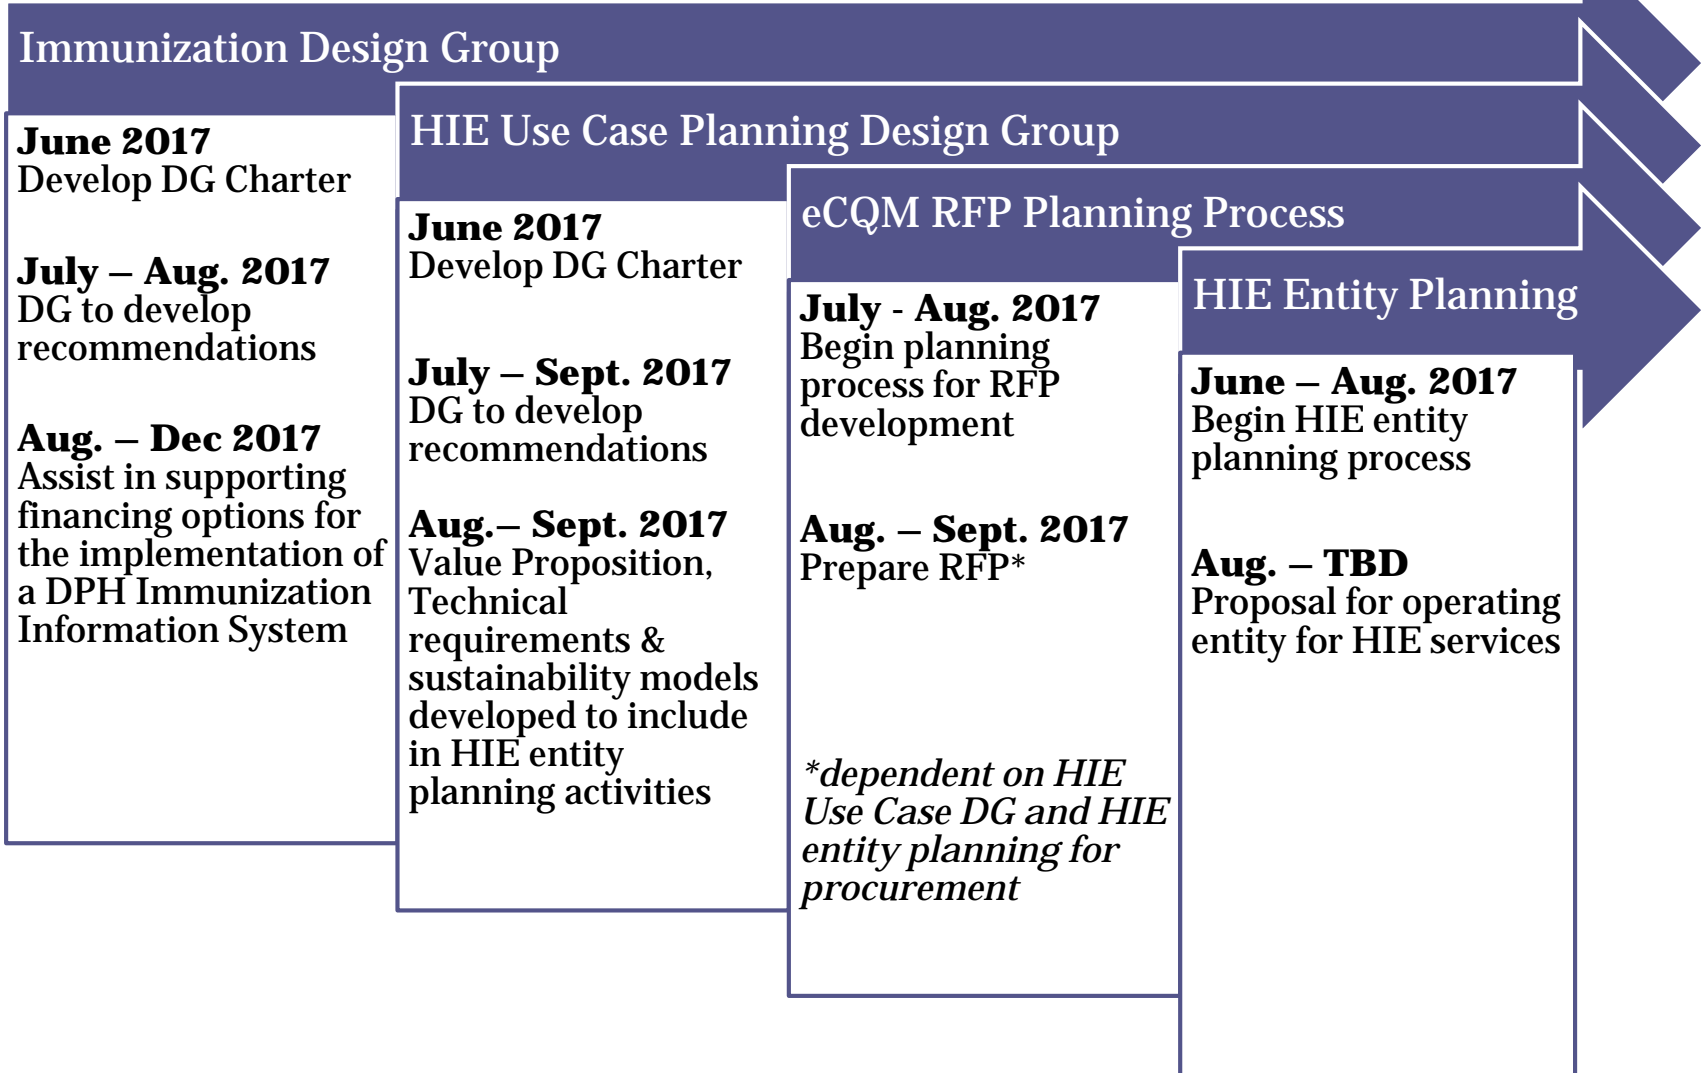 Immunization Design Group
June 2017
Develop DG Charter
July – Aug. 2017
DG to develop
recommendations
Aug. – Dec 2017
Assist in supporting
financing options for
the implementation of
a DPH Immunization
Information System
HIE Use Case Planning Design Group
June 2017
Develop DG Charter
July – Sept. 2017
DG to develop
recommendations
Aug.– Sept. 2017
Value Proposition,
Technical
requirements &
sustainability models
developed to include
in HIE entity
planning activities
eCQM RFP Planning Process
July - Aug. 2017
Begin planning
process for RFP
development
Aug. – Sept. 2017
Prepare RFP*
*dependent on HIE
Use Case DG and HIE
entity planning for
procurement
HIE Entity Planning
June – Aug. 2017
Begin HIE entity
planning process
Aug. – TBD
Proposal for operating
entity for HIE services